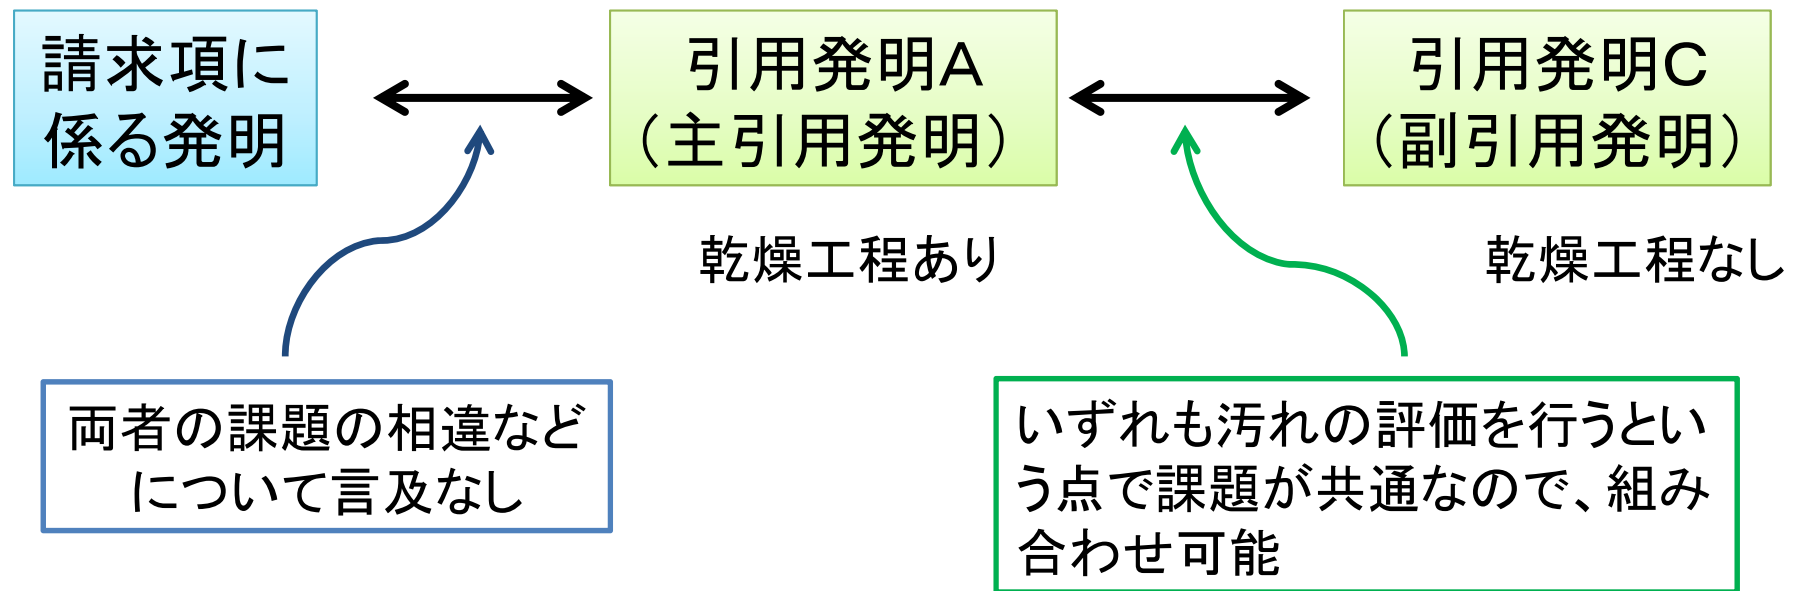 請求項に
係る発明
引用発明A
（主引用発明）
引用発明C
（副引用発明）
乾燥工程あり
乾燥工程なし
両者の課題の相違など
について言及なし
いずれも汚れの評価を行うとい
う点で課題が共通なので、組み
合わせ可能